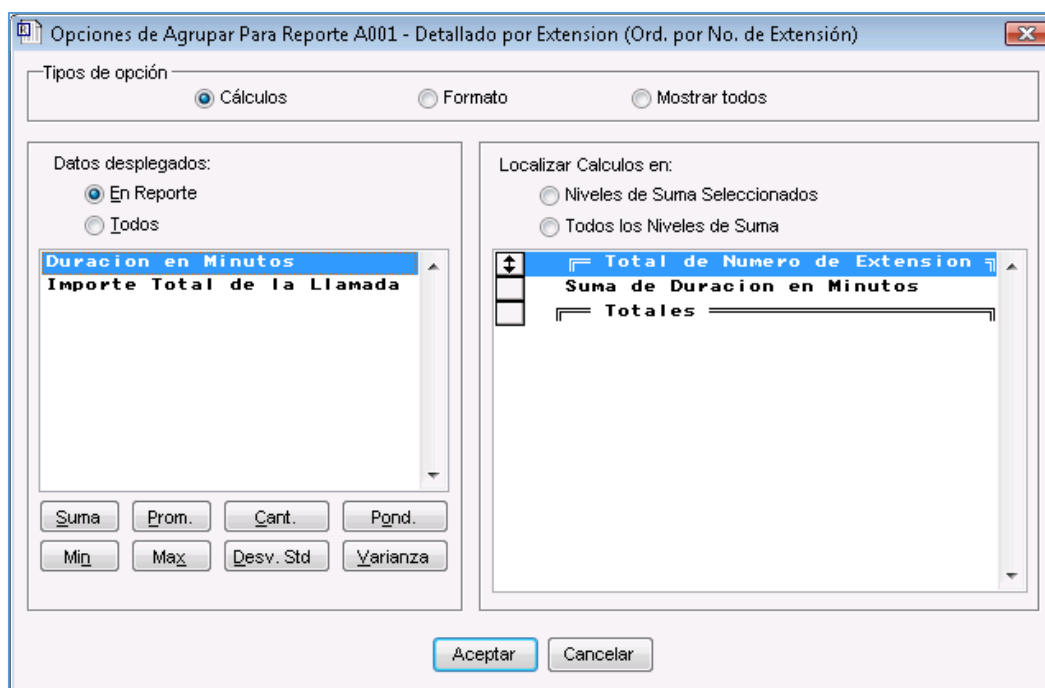 Opciones de Agrupar Para Reporte A001 - Detallado por Extension (Ord. por No. de Extensión)
Tipos de opción
Cálculos Formato Mostrar todos
Datos desplegados:
En Reporte
Todos
Duracion en Minutos
Importe Total de la Llamada
Suma Prom. Cant. Pond.
Min Max Desv. Std Varianza
Localizar Calculos en:
Niveles de Suma Seleccionados
Todos los Niveles de Suma
Total de Numero de Extension
Suma de Duracion en Minutos
Totales
Aceptar Cancelar